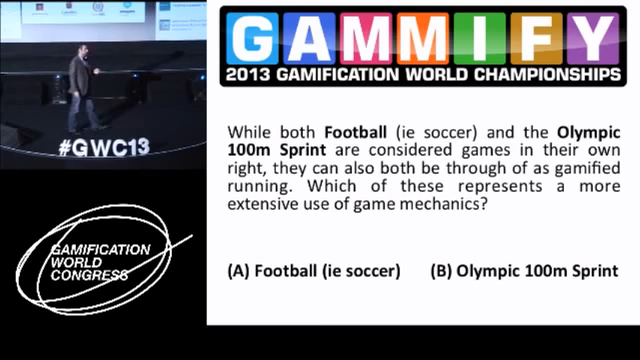 GAMMIFY
2013 GAMIFICATION WORLD CHAMPIONSHIPS
While both Football (ie soccer) and the Olympic
100m Sprint are considered games in their own
right, they can also both be through of as gamified
running. Which of these represents a more
extensive use of game mechanics?
(A) Football (ie soccer) (B) Olympic 100m Sprint
#GWC13
GAMIFICATION
WORLD
CONGRESS